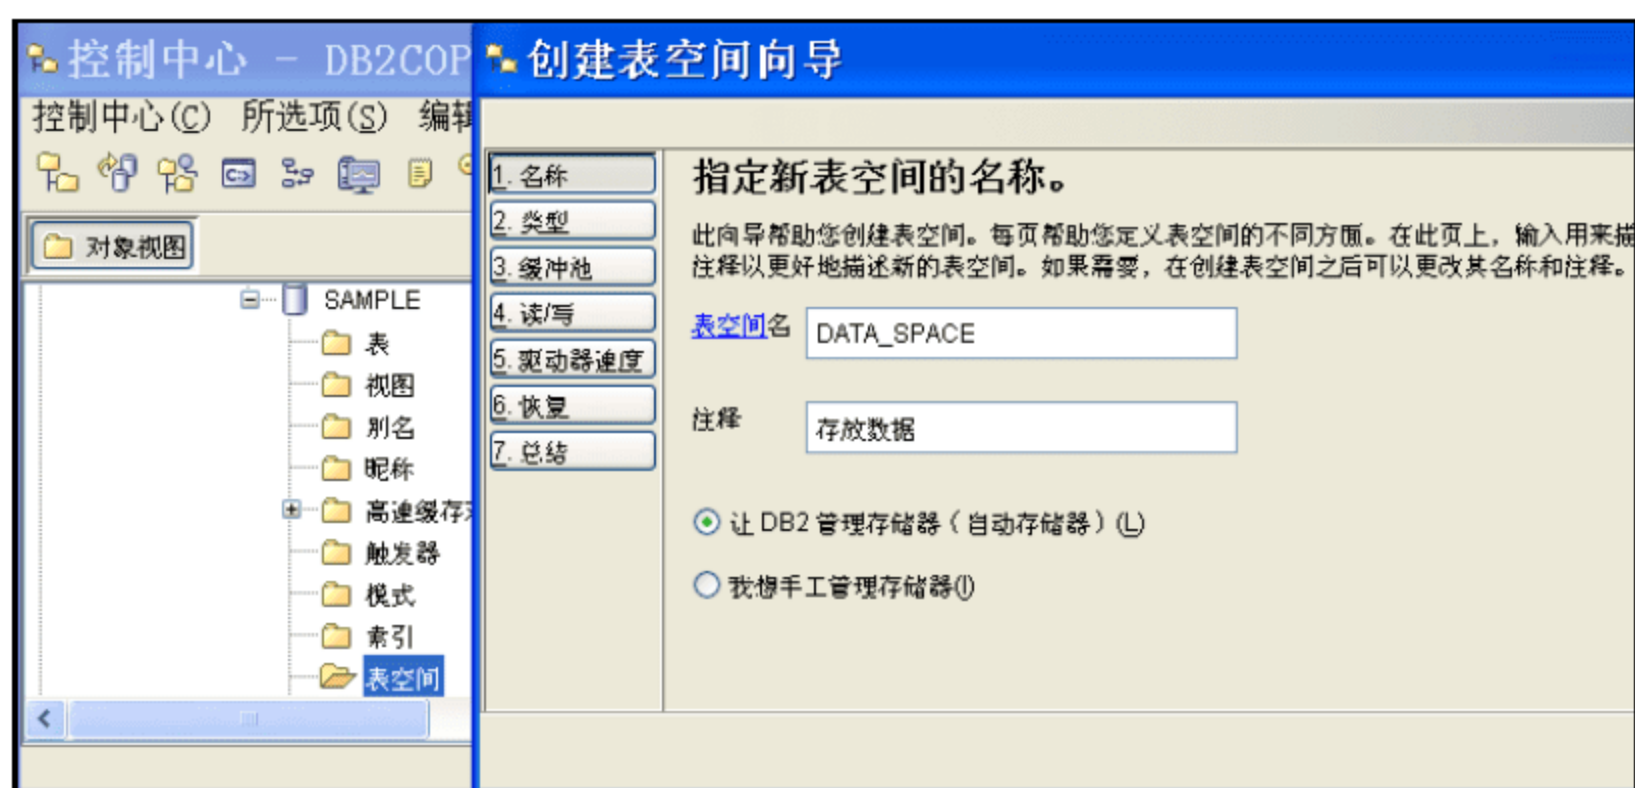 控制中心 - DB2COP
控制中心(C) 所选项(S) 编辑
对象视图
SAMPLE
表
视图
别名
昵称
高速缓存
触发器
模式
索引
表空间
创建表空间向导
1. 名称
2. 类型
3. 缓冲池
4. 读/写
5. 驱动器速度
6. 恢复
7. 总结
指定新表空间的名称。
此向导帮助您创建表空间。每页帮助您定义表空间的不同方面。在此页上，输入用来描
注释以更好地描述新的表空间。如果需要，在创建表空间之后可以更改其名称和注释。
表空间名 DATA_SPACE
注释 存放数据
让 DB2 管理存储器（自动存储器）(L)
我想手工管理存储器(I)